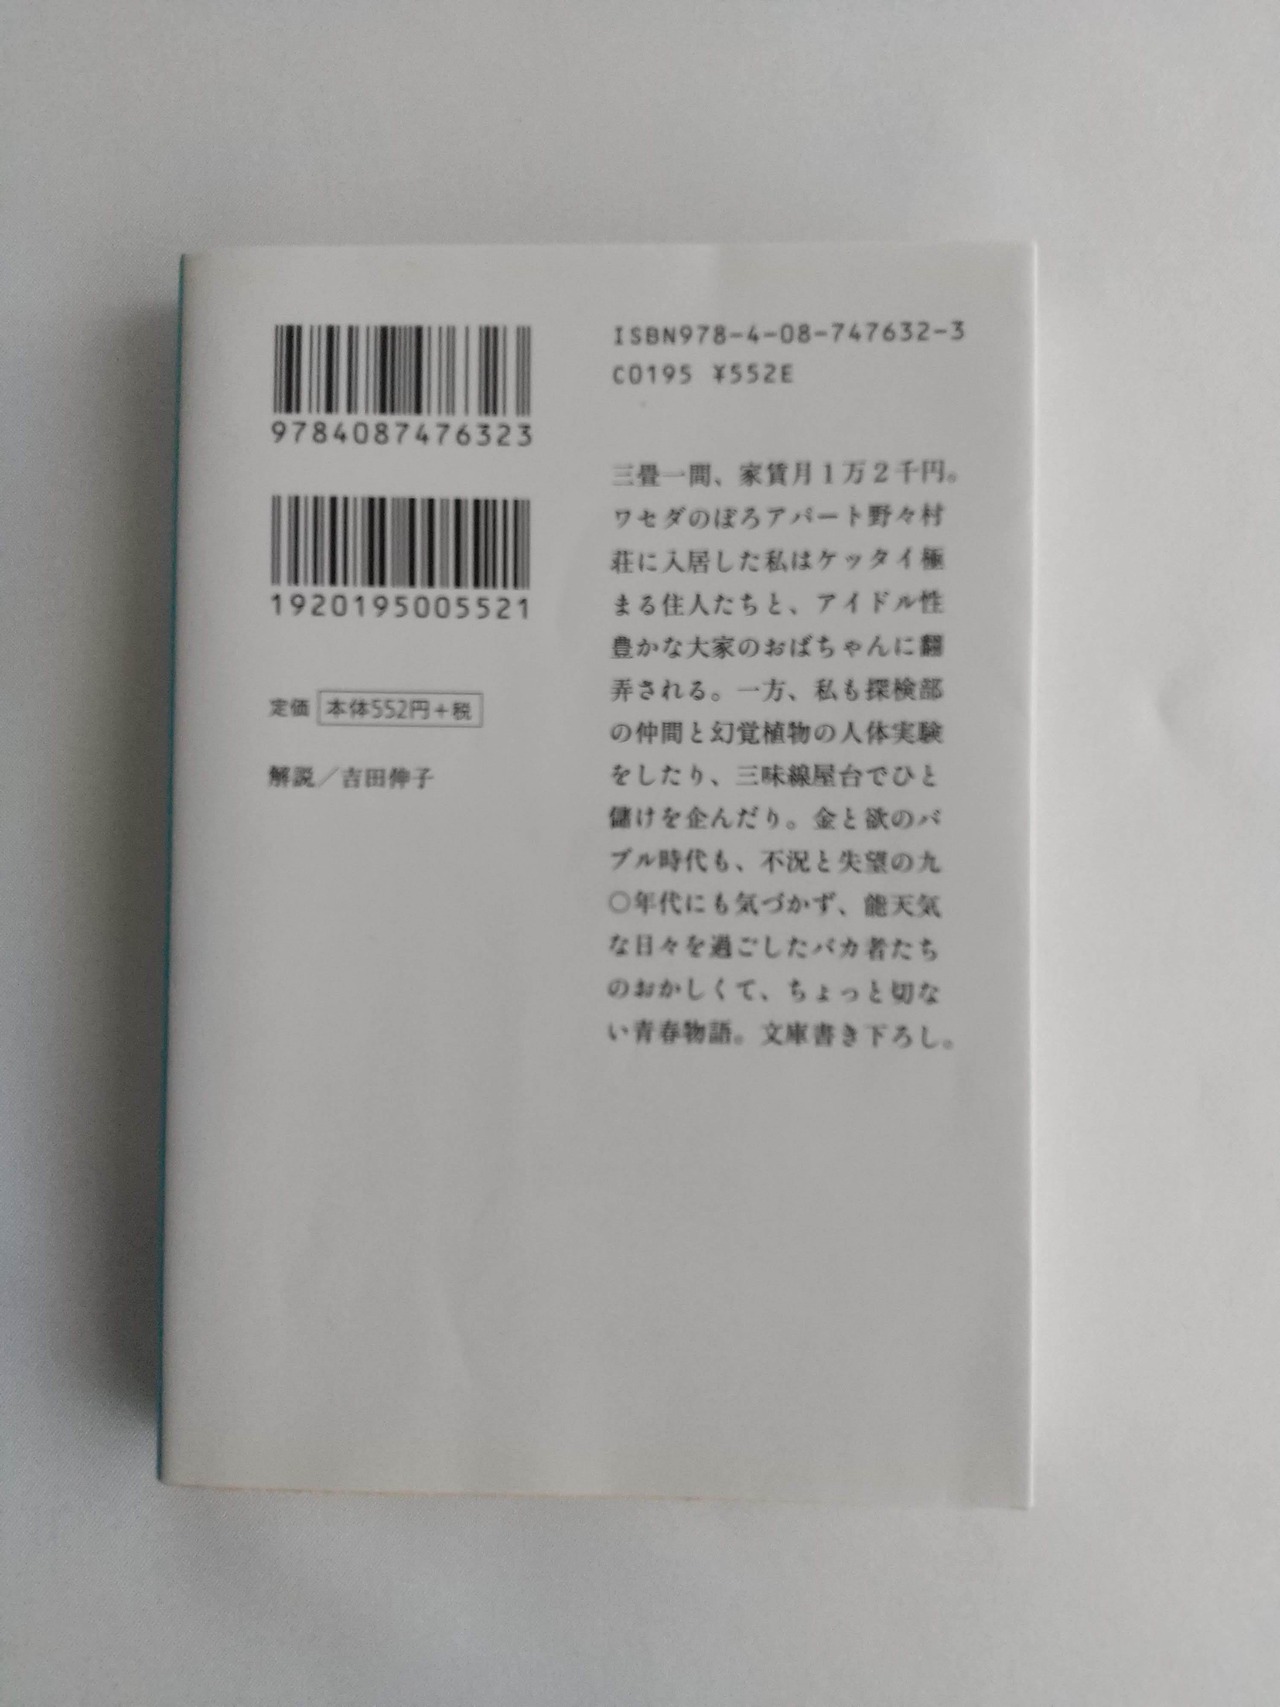 9784087476323
1920195005521
定価 本体552円+税
解説/吉田伸子
ISBN978-4-08-747632-3
C0195 ¥552E
三畳一間、家賃月1万2千円。
ワセダのぼろアパート野々村
荘に入居した私はケッタイ極
まる住人たちと、アイドル性
豊かな大家のおばちゃんに翻
弄される。一方、私も探検部
の仲間と幻覚植物の人体実験
をしたり、三味線屋台でひと
儲けを企んだり。金と欲のバ
ブル時代も、不況と失望の九
〇年代にも気づかず、能天気
な日々を過ごしたバカ者たち
のおかしくて、ちょっと切な
い青春物語。文庫書き下ろし。